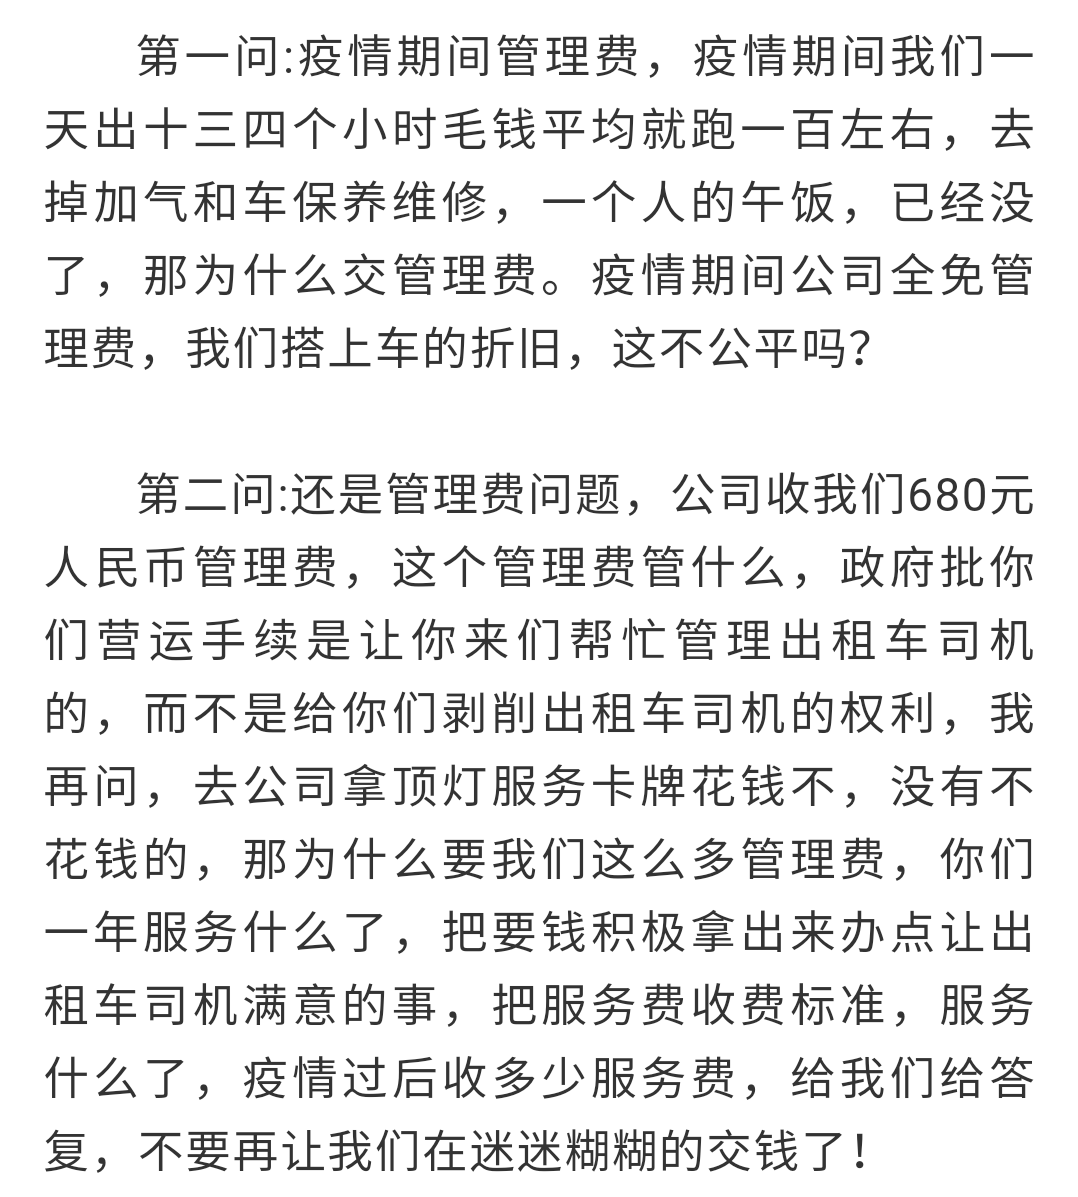 第一问:疫情期间管理费，疫情期间我们一
天出十三四个小时毛钱平均就跑一百左右，去
掉加气和车保养维修，一个人的午饭，已经没
了，那为什么交管理费。疫情期间公司全免管
理费，我们搭上车的折旧，这不公平吗？
第二问:还是管理费问题，公司收我们680元
人民币管理费，这个管理费管什么，政府批你
们营运手续是让你来们帮忙管理出租车司机
的，而不是给你们剥削出租车司机的权利，我
再问，去公司拿顶灯服务卡牌花钱不，没有不
花钱的，那为什么要我们这么多管理费，你们
一年服务什么了，把要钱积极拿出来办点让出
租车司机满意的事，把服务费收费标准，服务
什么了，疫情过后收多少服务费，给我们给答
复，不要再让我们在迷迷糊糊的交钱了！